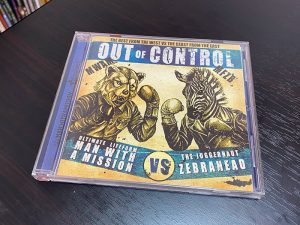 THE BEST FROM THE WEST VS THE BEAST FROM THE EAST
OUT OF CONTROL
ULTIMATE LIFEFORM
MAN WITH
A MISSION
VS
THE JUGGERNAUT
ZEBRAHEAD